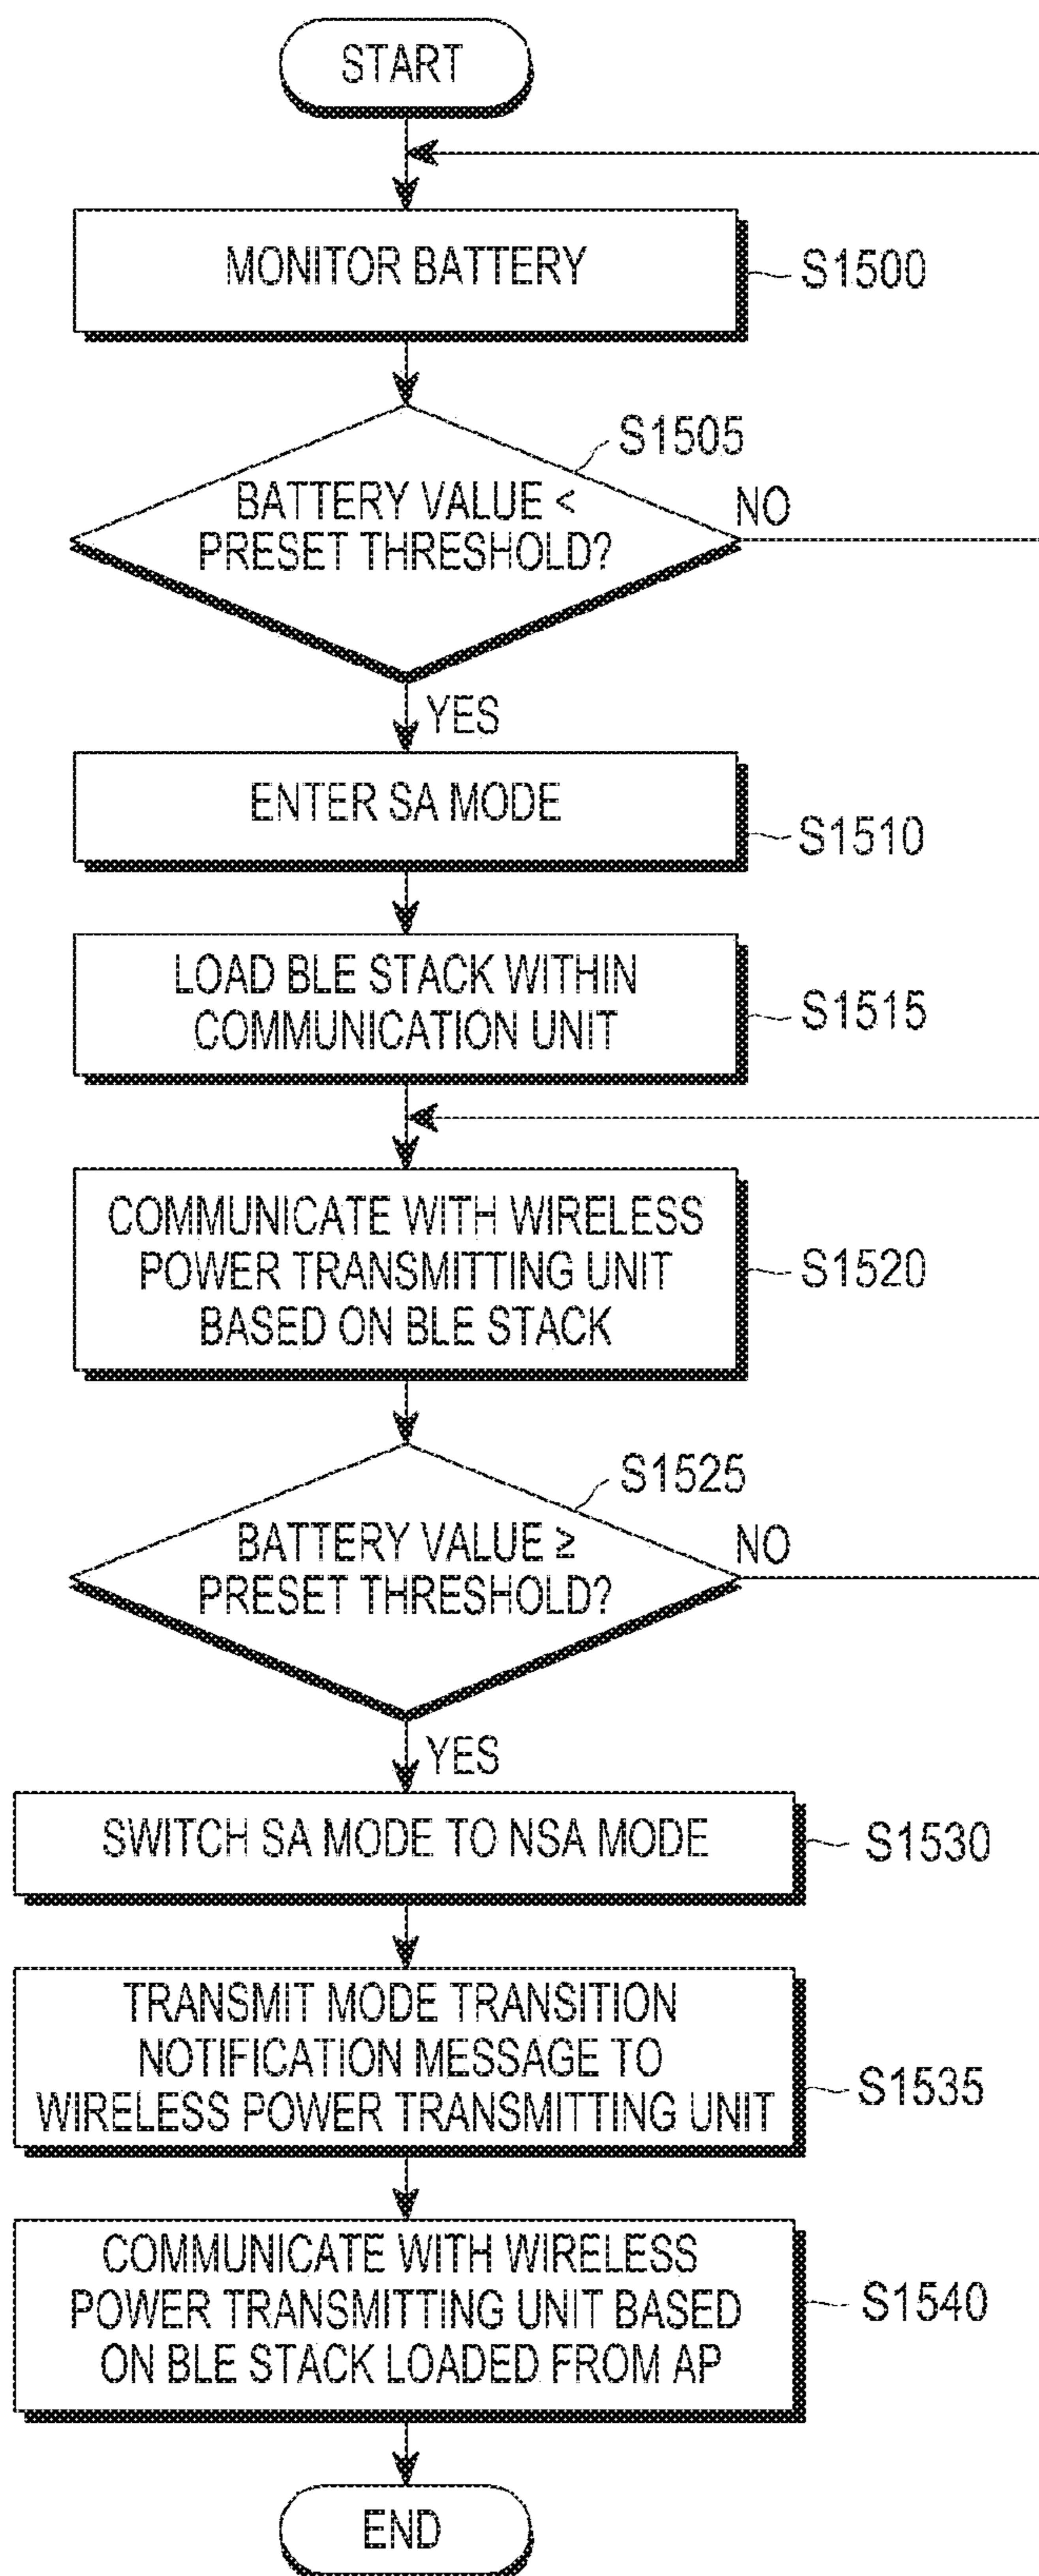 START
MONITOR BATTERY
S1500
S1505
BATTERY VALUE <
PRESET THRESHOLD?
NO
YES
ENTER SA MODE
S1510
LOAD BLE STACK WITHIN
COMMUNICATION UNIT
S1515
COMMUNICATE WITH WIRELESS
POWER TRANSMITTING UNIT
BASED ON BLE STACK
S1520
S1525
BATTERY VALUE ≥
PRESET THRESHOLD?
NO
YES
SWITCH SA MODE TO NSA MODE
S1530
TRANSMIT MODE TRANSITION
NOTIFICATION MESSAGE TO
WIRELESS POWER TRANSMITTING UNIT
S1535
COMMUNICATE WITH WIRELESS
POWER TRANSMITTING UNIT BASED
ON BLE STACK LOADED FROM AP
S1540
END